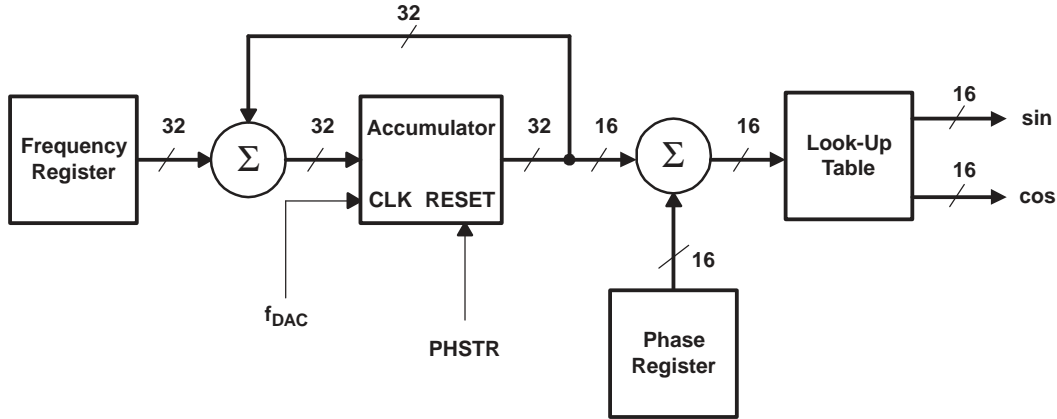 32
Frequency
Register
32
Σ
32
Accumulator
CLK RESET
32
16
Σ
16
Look-Up
Table
16
sin
16
cos
16
f_DAC
PHSTR
Phase
Register